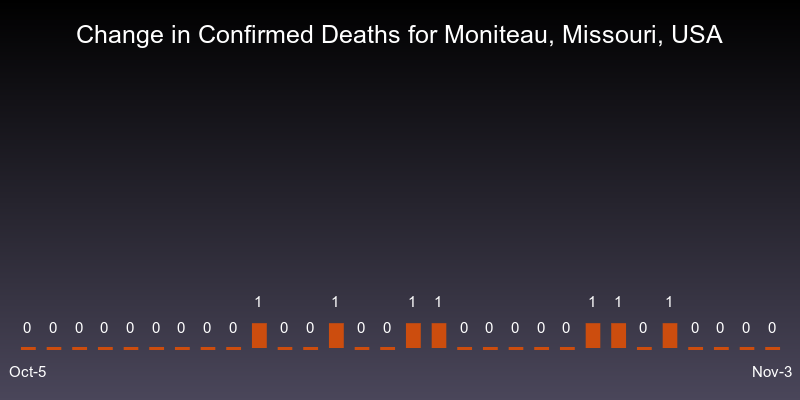 Change in Confirmed Deaths for Moniteau, Missouri, USA
1 1 1 1 1 1 1
0 0 0 0 0 0 0 0 0 0 0 0 0 0 0 0 0 0 0 0 0 0 0
Oct-5 Nov-3